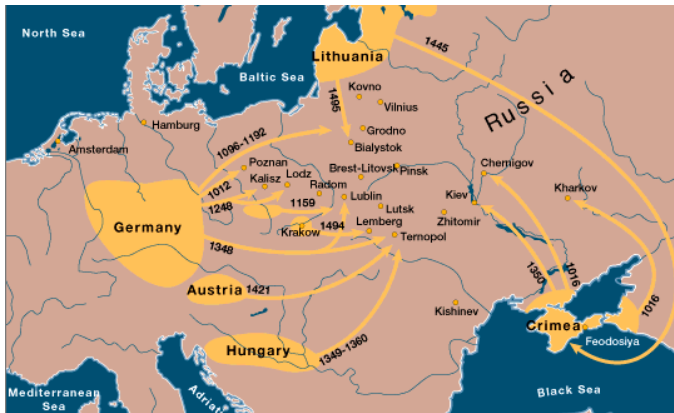 North Sea
Baltic Sea
Lithuania
1445
Russia
Kovno
Vilnius
1495
Hamburg
Amsterdam
1096-1192
Grodno
Bialystok
Poznan
Lodz
Brest-Litovsk
Pinsk
Chernigov
1012
Kalisz
Radom
Lublin
Kiev
Kharkov
1248
1159
Lutsk
Zhitomir
Germany
Krakow
1494
Lemberg
Ternopol
1348
1350
1016
1016
Austria
1421
Kishinev
Crimea
Feodosiya
Hungary
1349-1360
Mediterranean
Sea
Adriati
Black Sea